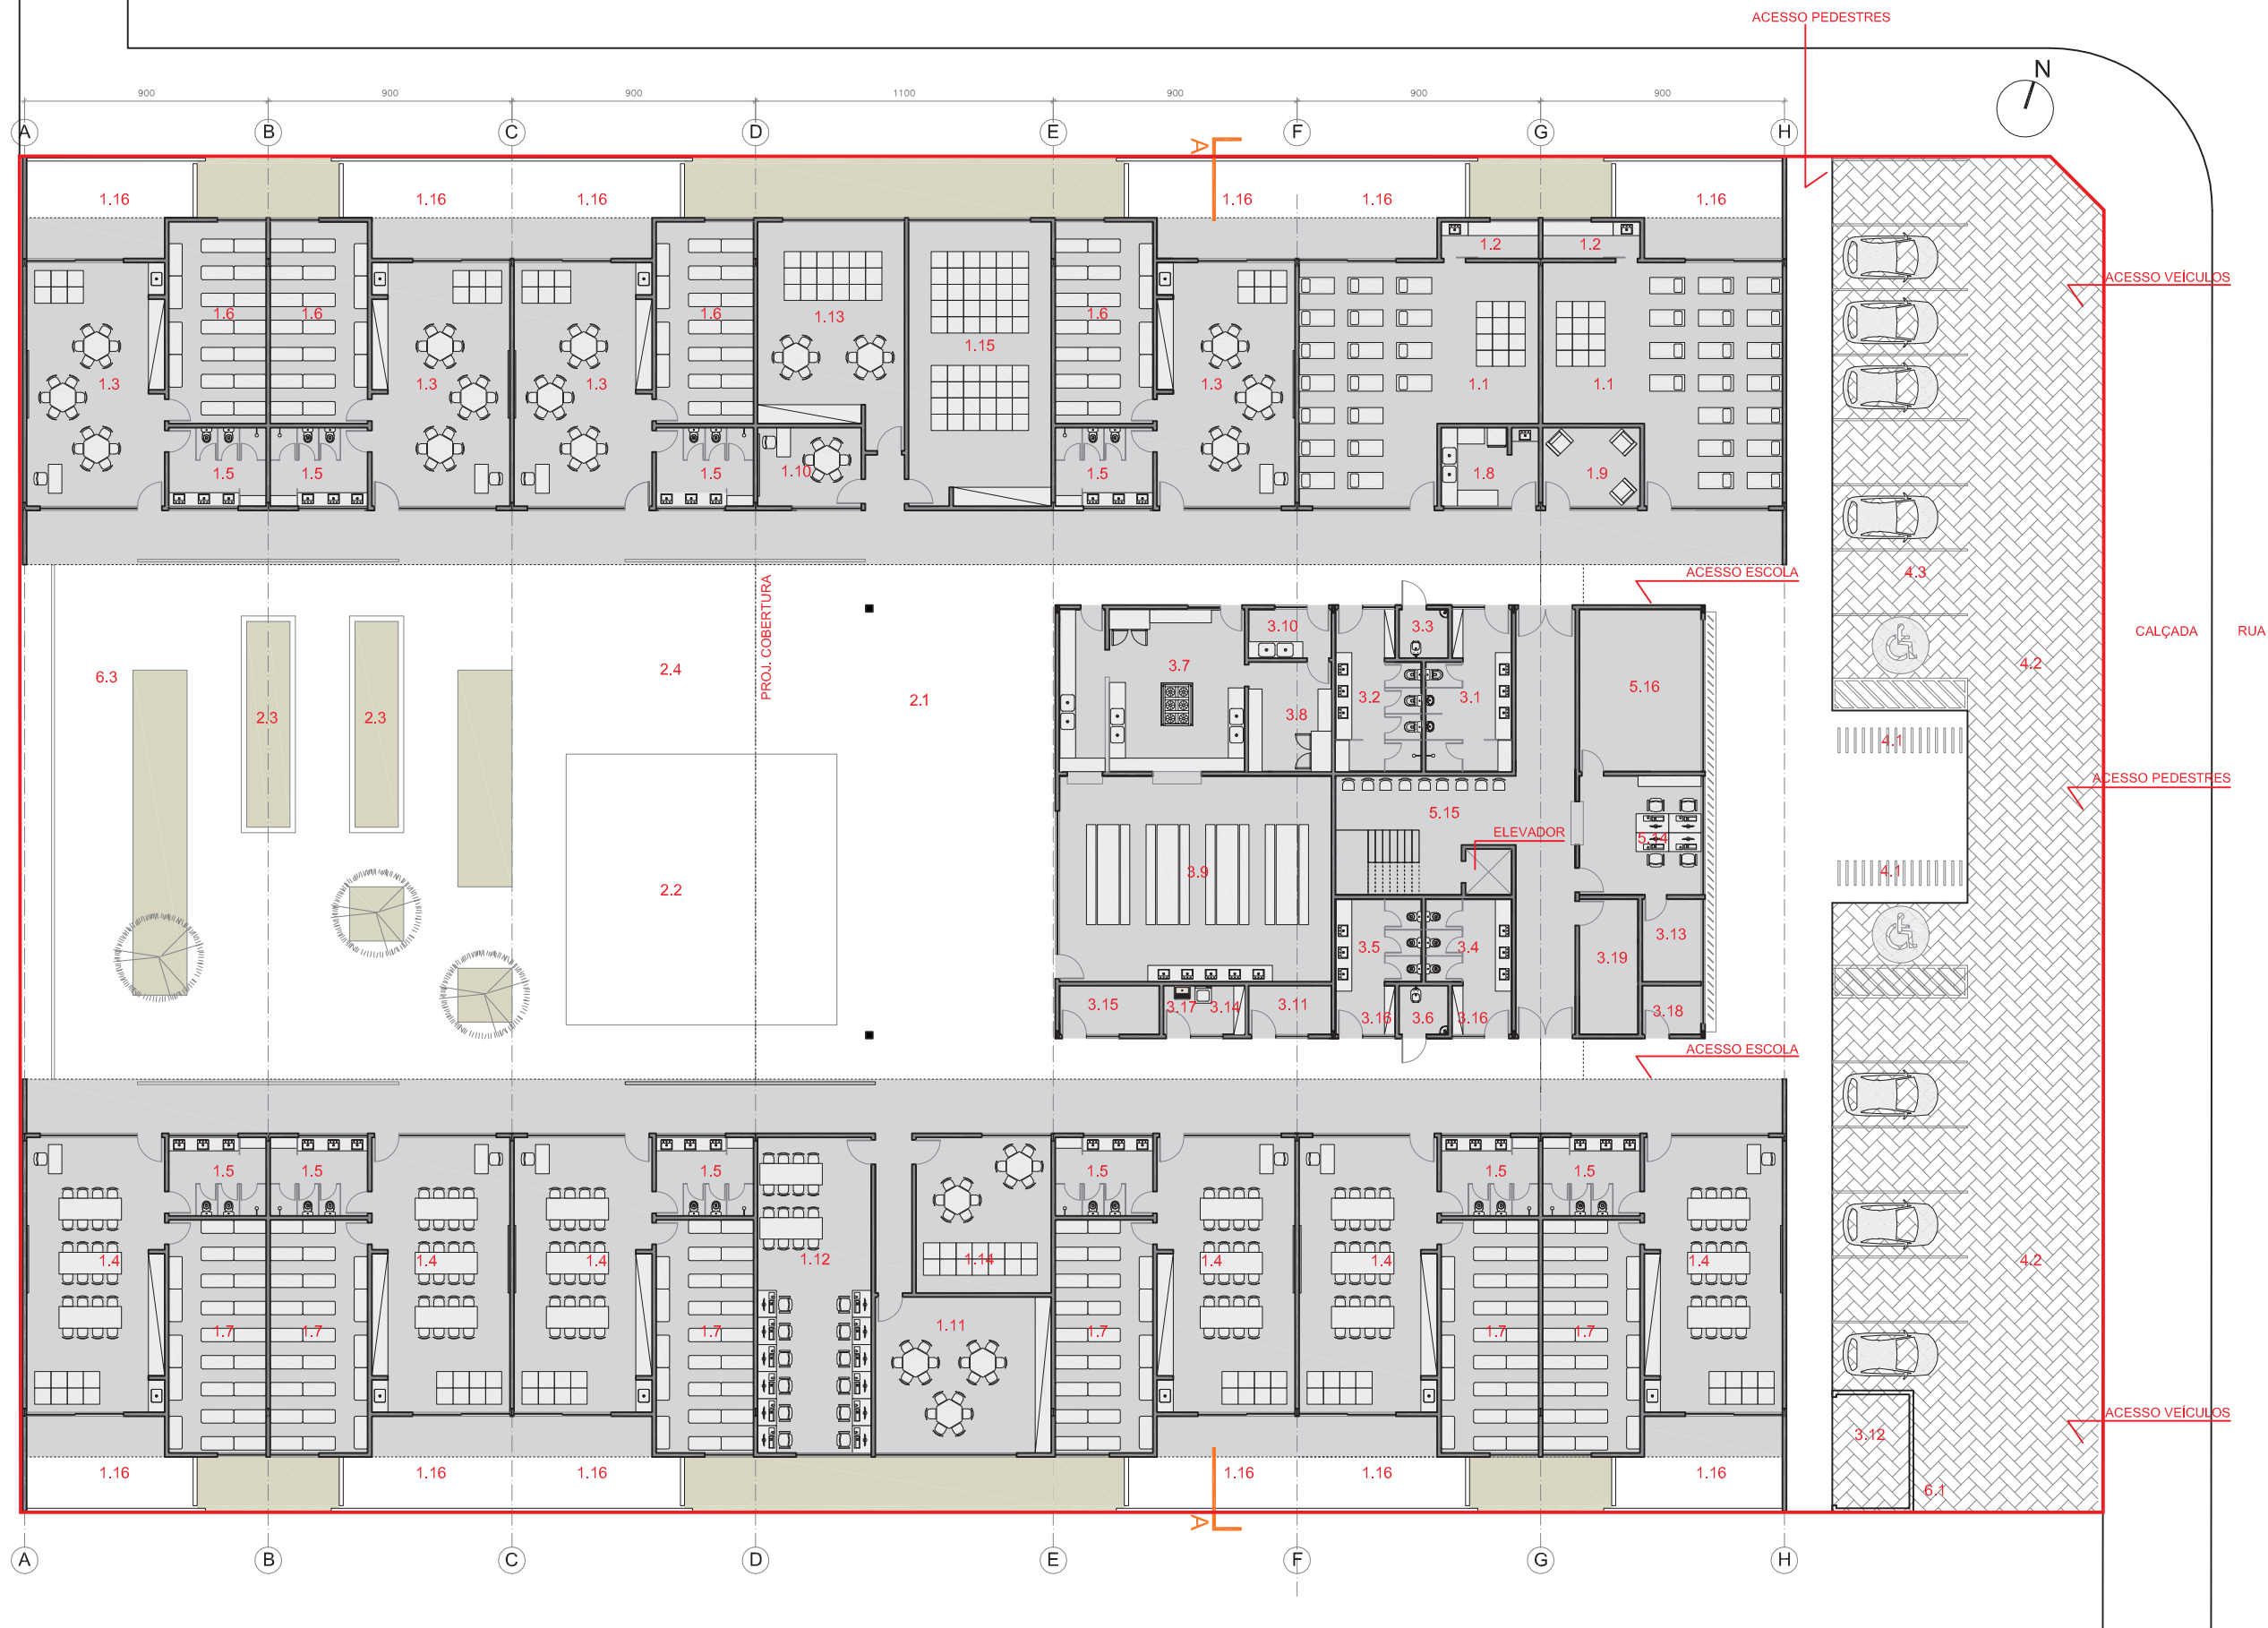 ACESSO PEDESTRES
N
900 900 900 1100 900 900 900
A B C D E F G H
A
1.16 1.16 1.16 1.16 1.16 1.16
1.2 1.2
ACESSO VEÍCULOS
1.6 1.6 1.6 1.13 1.6
1.15
1.3 1.3 1.3 1.3 1.1 1.1
1.5 1.5 1.5 1.10 1.5 1.8 1.9
ACESSO ESCOLA
4.3
PROJ. COBERTURA
3.10 3.3
CALÇADA RUA
6.3 2.4 3.7 4.2
2.1 3.2 3.1 5.16
2.3 2.3 3.8
4.1
ACESSO PEDESTRES
5.15
ELEVADOR
5.14
3.9 4.1
2.2
3.5 3.4 3.19 3.13
3.15 3.17 3.14 3.11 3.16 3.6 3.16 3.18
ACESSO ESCOLA
1.5 1.5 1.5 1.5 1.5 1.5
1.4 1.4 1.4 1.12 1.14 1.4 1.4 1.4 4.2
1.7 1.7 1.7 1.11 1.7 1.7 1.7
ACESSO VEÍCULOS
3.12
1.16 1.16 1.16 1.16 1.16 1.16
6.1
A
A B C D E F G H